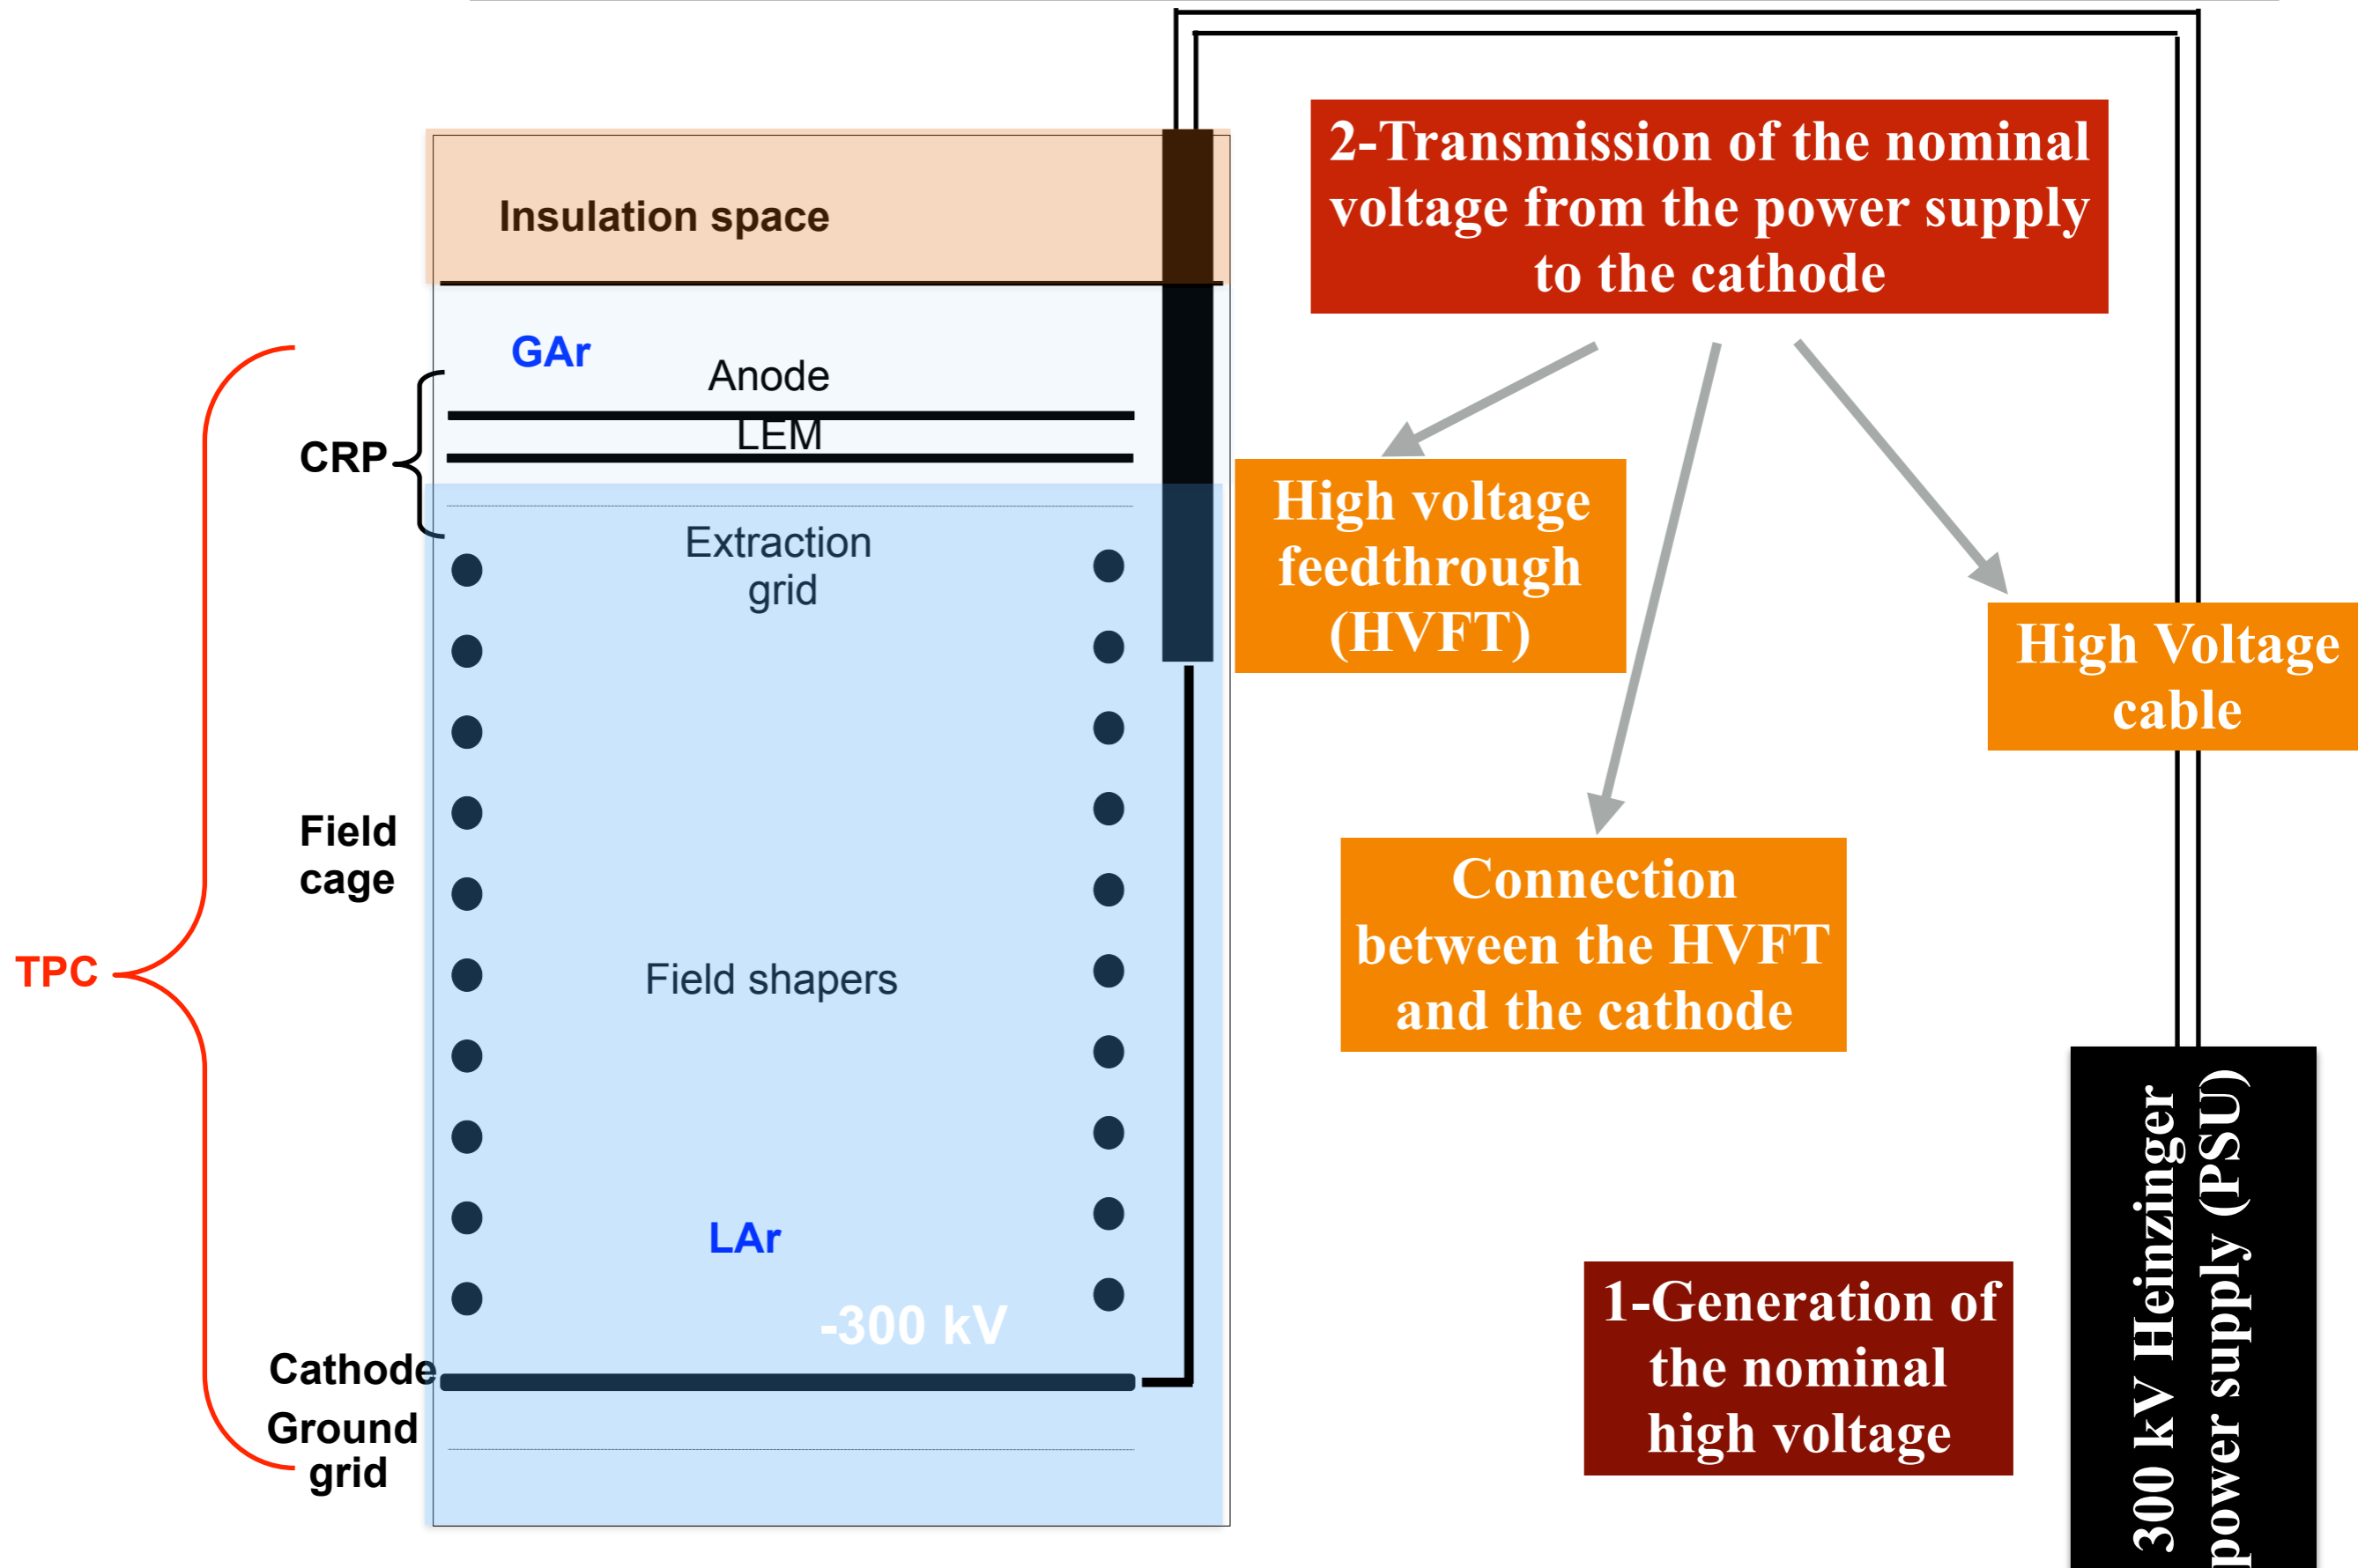 2-Transmission of the nominal
voltage from the power supply
to the cathode
Insulation space
GAr
Anode
LEM
CRP
Extraction
grid
High voltage
feedthrough
(HVFT)
High Voltage
cable
Field
cage
Connection
between the HVFT
and the cathode
TPC
Field shapers
LAr
-300 kV
Cathode
Ground
grid
1-Generation of
the nominal
high voltage
300 kV Heinzinger
power supply (PSU)